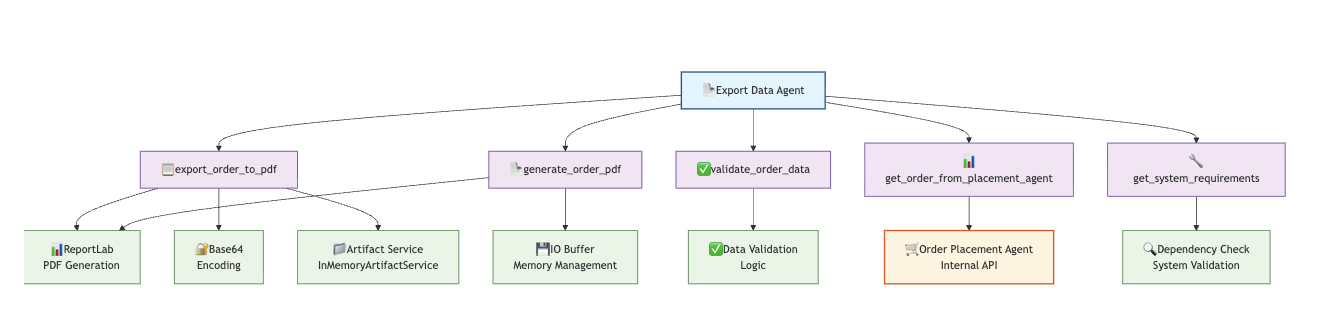 Export Data Agent
export_order_to_pdf
generate_order_pdf
validate_order_data
get_order_from_placement_agent
get_system_requirements
ReportLab
PDF Generation
Base64
Encoding
Artifact Service
InMemoryArtifactService
IO Buffer
Memory Management
Data Validation
Logic
Order Placement Agent
Internal API
Dependency Check
System Validation